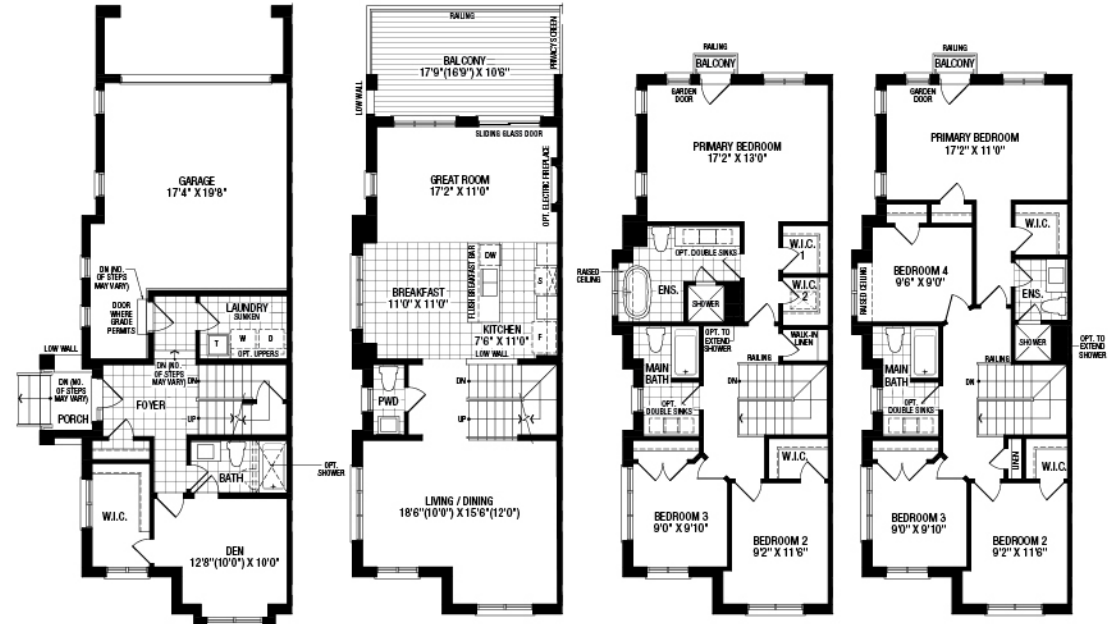 GARAGE
17'4" X 19'8"
DN (NO.
OF STEPS
MAY VARY)
DOOR
WHERE
GRADE
PERMITS
LAUNDRY
SUNKEN
T
W
D
OPT. UPPERS
LOW WALL
DN (NO.
OF STEPS
MAY VARY)
PORCH
DN (NO.
OF STEPS
MAY VARY)
DN
FOYER
UP
BATH
OPT.
SHOWER
W.I.C.
DEN
12'8"(10'0") X 10'0"
RAILING
PRIVACY SCREEN
BALCONY
17'9"(16'9") X 10'6"
LOW WALL
SLIDING GLASS DOOR
GREAT ROOM
17'2" X 11'0"
OPT. ELECTRIC FIREPLACE
FLUSH BREAKFAST BAR
DW
S
BREAKFAST
11'0" X 11'0"
KITCHEN
7'6" X 11'0"
F
LOW WALL
DN
PWD
UP
LIVING / DINING
18'6"(10'0") X 15'6"(12'0")
RAILING
BALCONY
GARDEN
DOOR
PRIMARY BEDROOM
17'2" X 13'0"
W.I.C.
1
OPT. DOUBLE SINKS
RAISED
CEILING
ENS.
SHOWER
W.I.C.
2
OPT. TO
EXTEND
SHOWER
WALK-IN
LINEN
RAILING
MAIN
BATH
DN
OPT.
DOUBLE SINKS
W.I.C.
BEDROOM 3
9'0" X 9'10"
BEDROOM 2
9'2" X 11'6"
RAILING
BALCONY
GARDEN
DOOR
PRIMARY BEDROOM
17'2" X 11'0"
W.I.C.
BEDROOM 4
9'6" X 9'0"
RAISED CEILING
ENS.
SHOWER
OPT. TO
EXTEND
SHOWER
RAILING
MAIN
BATH
DN
OPT.
DOUBLE SINKS
LINEN
W.I.C.
BEDROOM 3
9'0" X 9'10"
BEDROOM 2
9'2" X 11'6"